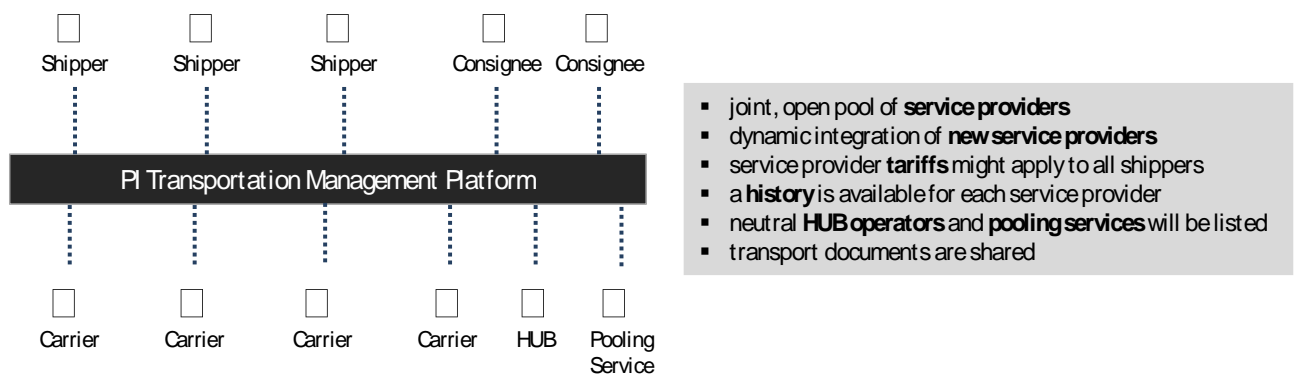 Shipper Shipper Shipper Consignee Consignee
PI Transportation Management Platform
Carrier Carrier Carrier Carrier HUB Pooling
Service
▪ joint, open pool of service providers
▪ dynamic integration of new service providers
▪ service provider tariffs might apply to all shippers
▪ a history is available for each service provider
▪ neutral HUB operators and pooling services will be listed
▪ transport documents are shared